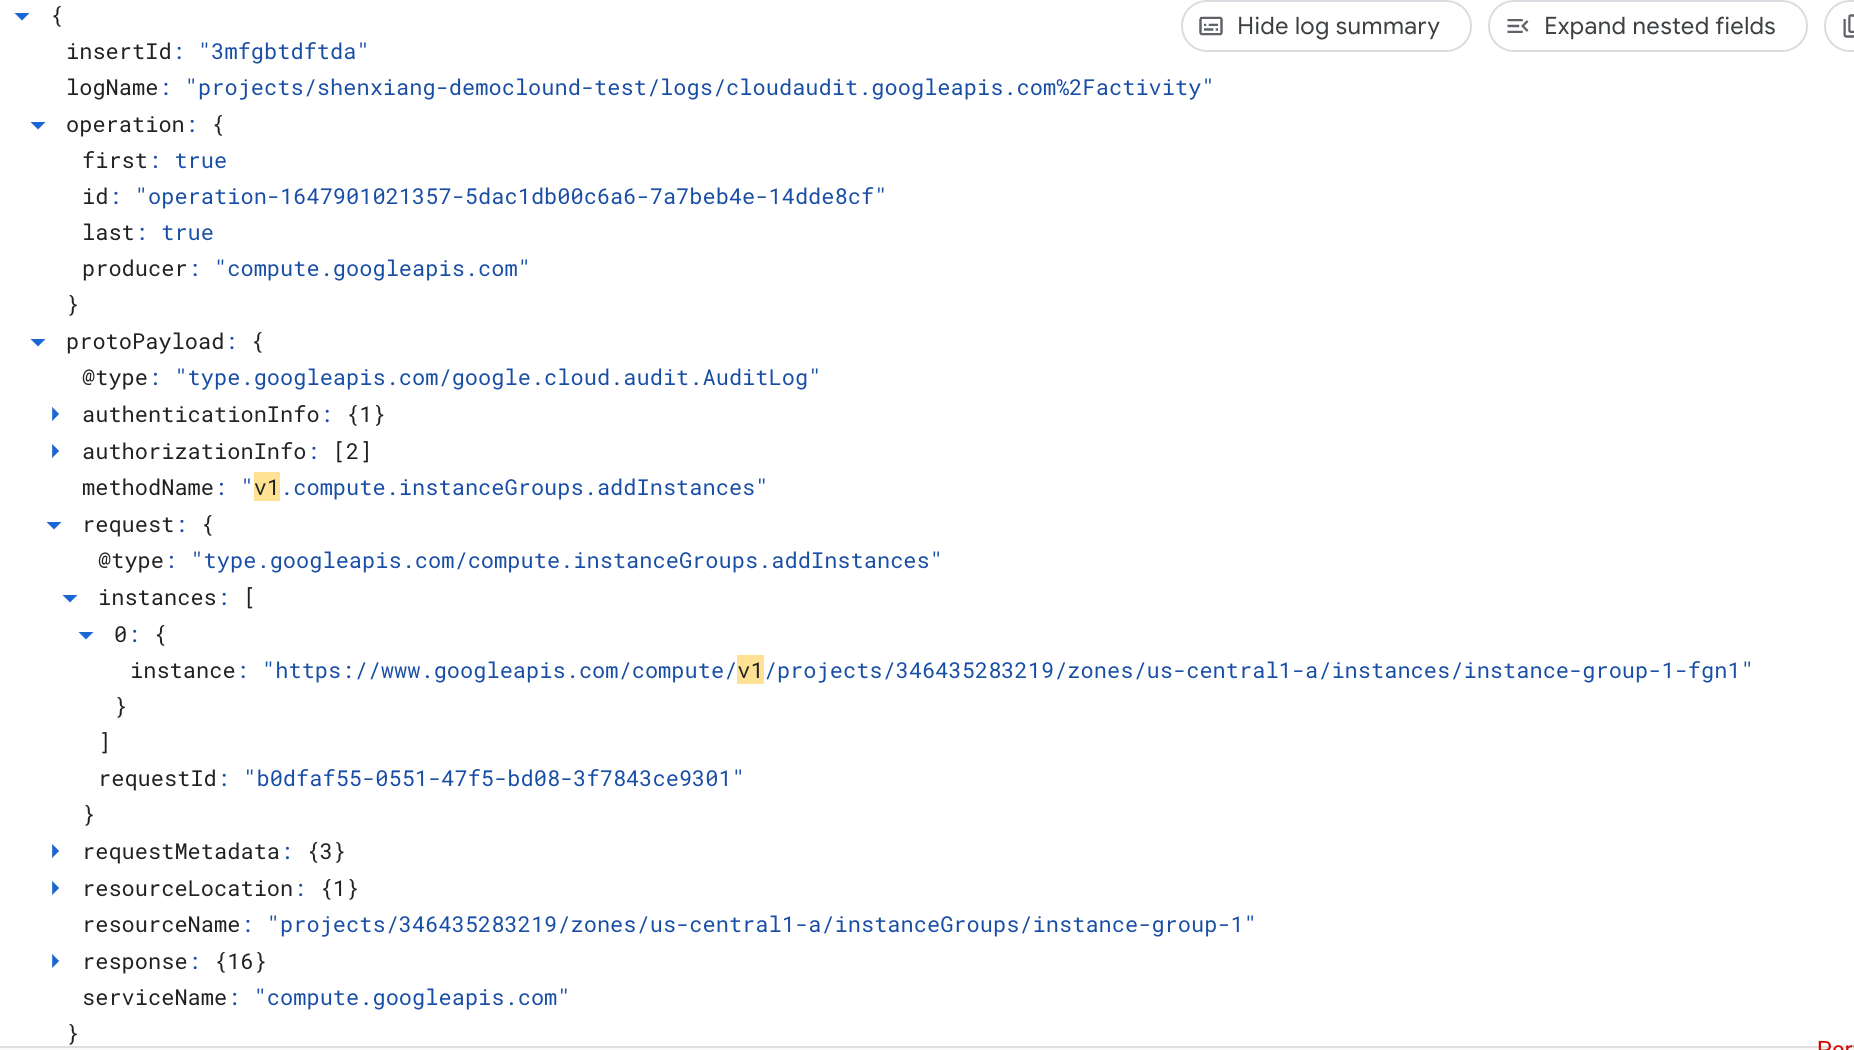 {
Hide log summary
Expand nested fields
insertId: "3mfgbtdftda"
logName: "projects/shenxiang-democlound-test/logs/cloudaudit.googleapis.com%2Factivity"
operation: {
first: true
id: "operation-1647901021357-5dac1db00c6a6-7a7beb4e-14dde8cf"
last: true
producer: "compute.googleapis.com"
}
protoPayload: {
@type: "type.googleapis.com/google.cloud.audit.AuditLog"
authenticationInfo: {1}
authorizationInfo: [2]
methodName: "v1.compute.instanceGroups.addInstances"
request: {
@type: "type.googleapis.com/compute.instanceGroups.addInstances"
instances: [
0: {
instance: "https://www.googleapis.com/compute/v1/projects/346435283219/zones/us-central1-a/instances/instance-group-1-fgn1"
}
]
requestId: "b0dfaf55-0551-47f5-bd08-3f7843ce9301"
}
requestMetadata: {3}
resourceLocation: {1}
resourceName: "projects/346435283219/zones/us-central1-a/instanceGroups/instance-group-1"
response: {16}
serviceName: "compute.googleapis.com"
}